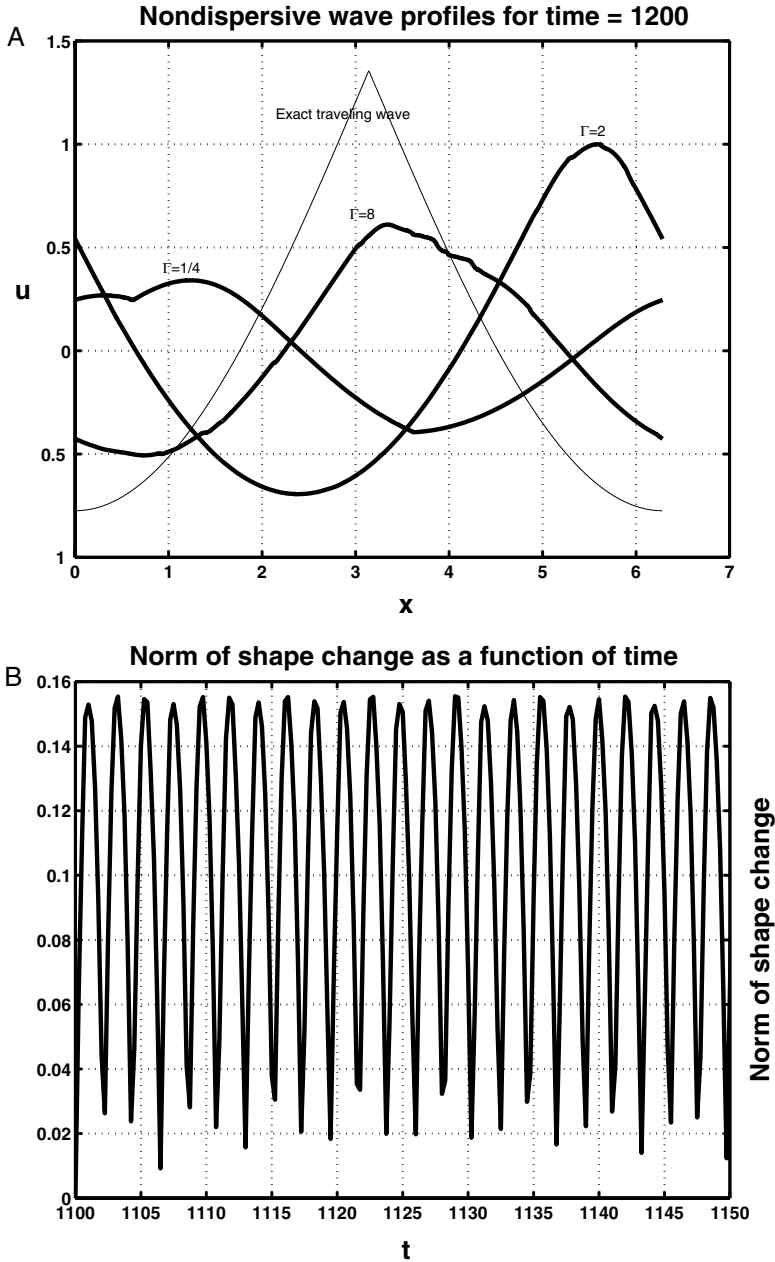 A
Nondispersive wave profiles for time = 1200
1.5
Exact traveling wave
Γ=2
1
Γ=8
0.5
Γ=1/4
u
0
0.5
1
0 1 2 3 4 5 6 7
x
B
Norm of shape change as a function of time
0.16
0.14
0.12
0.1
0.08
0.06
0.04
0.02
0
Norm of shape change
1100 1105 1110 1115 1120 1125 1130 1135 1140 1145 1150
t